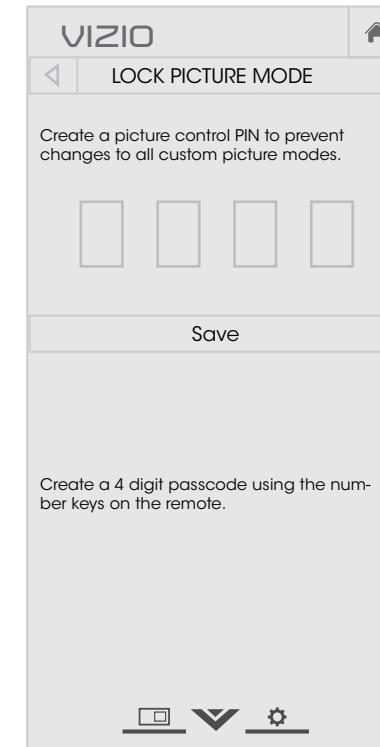 VIZIO
LOCK PICTURE MODE
Create a picture control PIN to prevent
changes to all custom picture modes.
Save
Create a 4 digit passcode using the num-
ber keys on the remote.